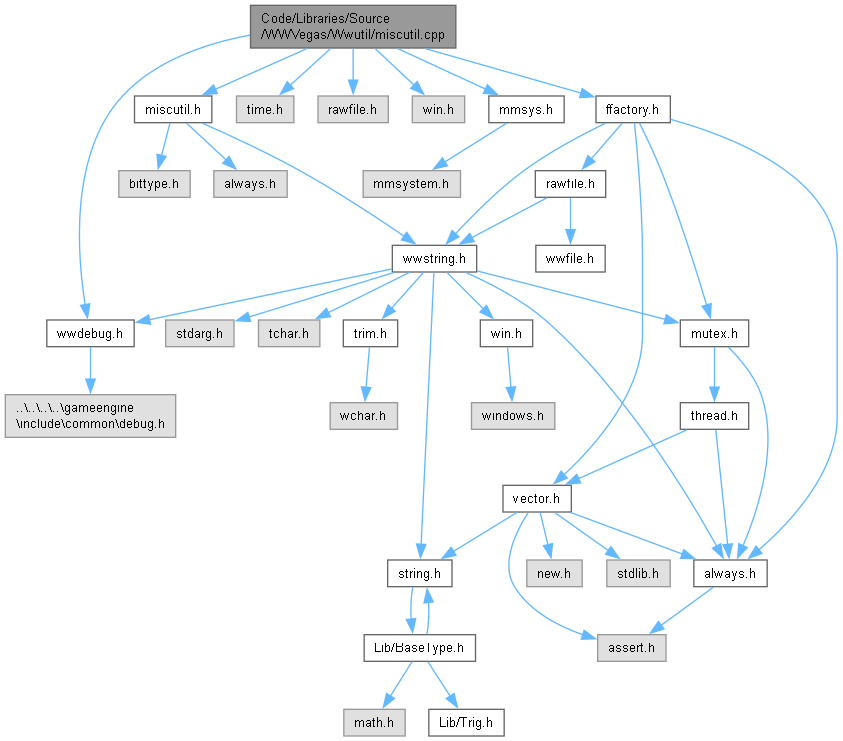 Code/Libraries/Source
/WWVegas/Wwutil/miscutil.cpp
miscutil.h
time.h
rawfile.h
win.h
mmsys.h
ffactory.h
bittype.h
always.h
mmsystem.h
rawfile.h
wwstring.h
wwfile.h
wwdebug.h
stdarg.h
tchar.h
trim.h
win.h
mutex.h
..\..\..\..\gameengine
\include\common\debug.h
wchar.h
windows.h
thread.h
vector.h
string.h
new.h
stdlib.h
always.h
Lib/BaseType.h
assert.h
math.h
Lib/Trig.h